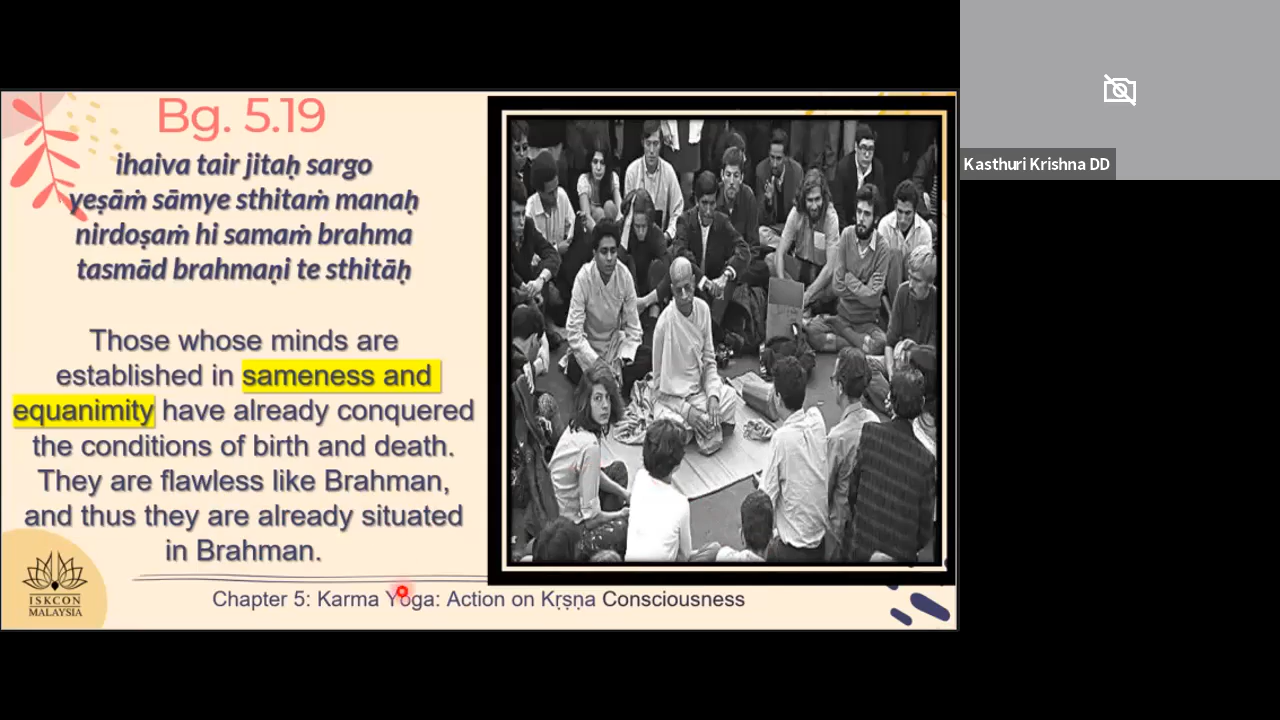 Bg. 5.19
ihaiva tair jitaḥ sargo
yeṣāṁ sāmye sthitaṁ manaḥ
nirdoṣaṁ hi samaṁ brahma
tasmād brahmaṇi te sthitāḥ
Those whose minds are
established in sameness and
equanimity have already conquered
the conditions of birth and death.
They are flawless like Brahman,
and thus they are already situated
in Brahman.
ISKCON
MALAYSIA
Chapter 5: Karma Yoga: Action on Kṛṣṇa Consciousness
Kasthuri Krishna DD